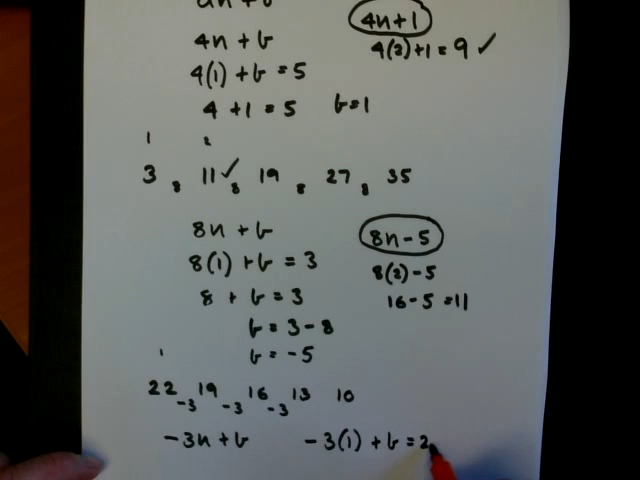 an + b
4n + b
4n+1
4(2)+1=9 ✓
4(1) + b = 5
4 + 1 = 5 b=1
1 2
3 8 11✓ 8 19 8 27 8 35
8n + b
8n-5
8(1) + b = 3
8(2)-5
8 + b = 3
16-5=11
b = 3-8
b = -5
1
22 -3 19 -3 16 -3 13 10
-3n + b -3(1) + b = 2